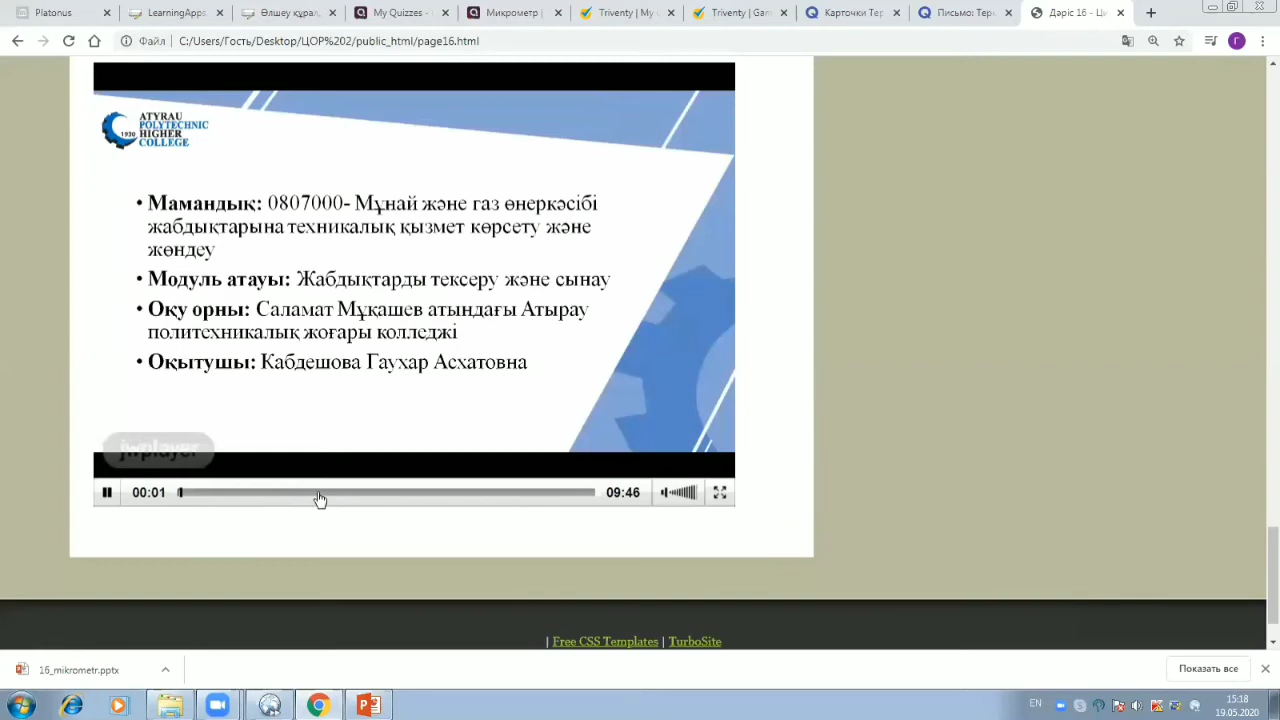 Platonus
LearningApps
Өлшеу құрал
My Quizzes -
Микрометр |
Triventy | My
Triventy | Gam
Карточки Тер
Письмо: Терм
Дәріс 16 - Ци
Файл
C:/Users/Гость/Desktop/ЦОР%202/public_html/page16.html
Г
ATYRAU
POLYTECHNIC
1930 HIGHER
COLLEGE
• Мамандық: 0807000- Мұнай және газ өнеркәсібі
жабдықтарына техникалық қызмет көрсету және
жөндеу
• Модуль атауы: Жабдықтарды тексеру және сынау
• Оқу орны: Саламат Мұқашев атындағы Атырау
политехникалық жоғары колледжі
• Оқытушы: Кабдешова Гаухар Асхатовна
jwplayer
00:01
09:46
| Free CSS Templates | TurboSite
16_mikrometr.pptx
Показать все
EN
15:18
19.05.2020